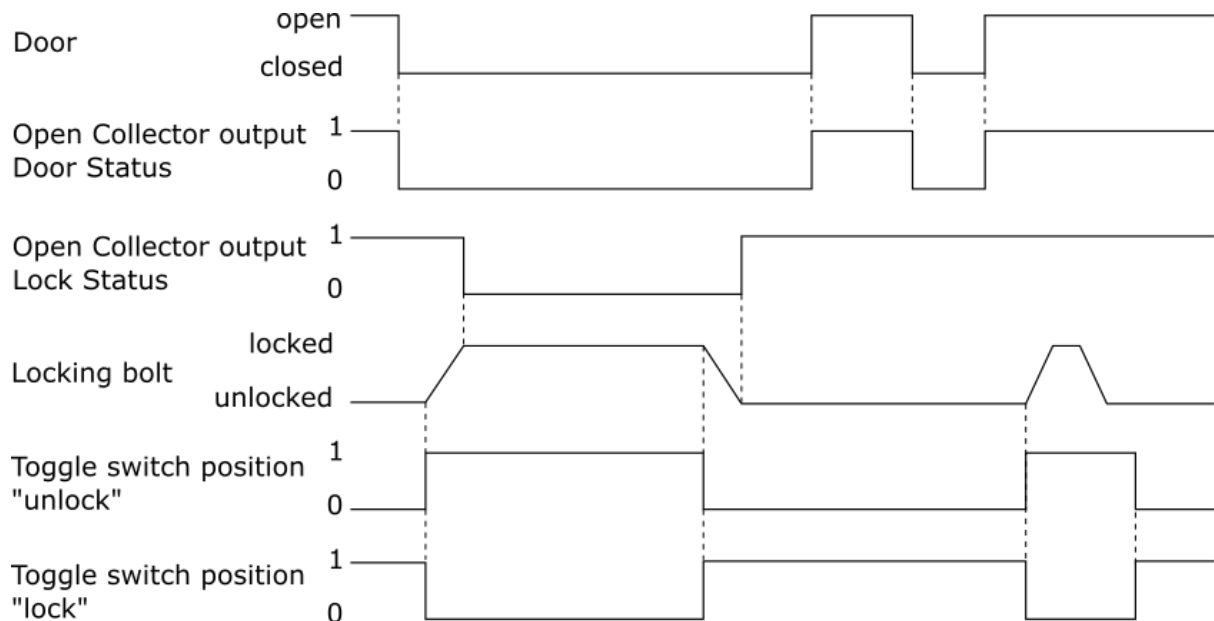 open
Door
closed
Open Collector output 1
Door Status
0
Open Collector output 1
Lock Status
0
locked
Locking bolt
unlocked
Toggle switch position 1
"unlock"
0
Toggle switch position 1
"lock"
0